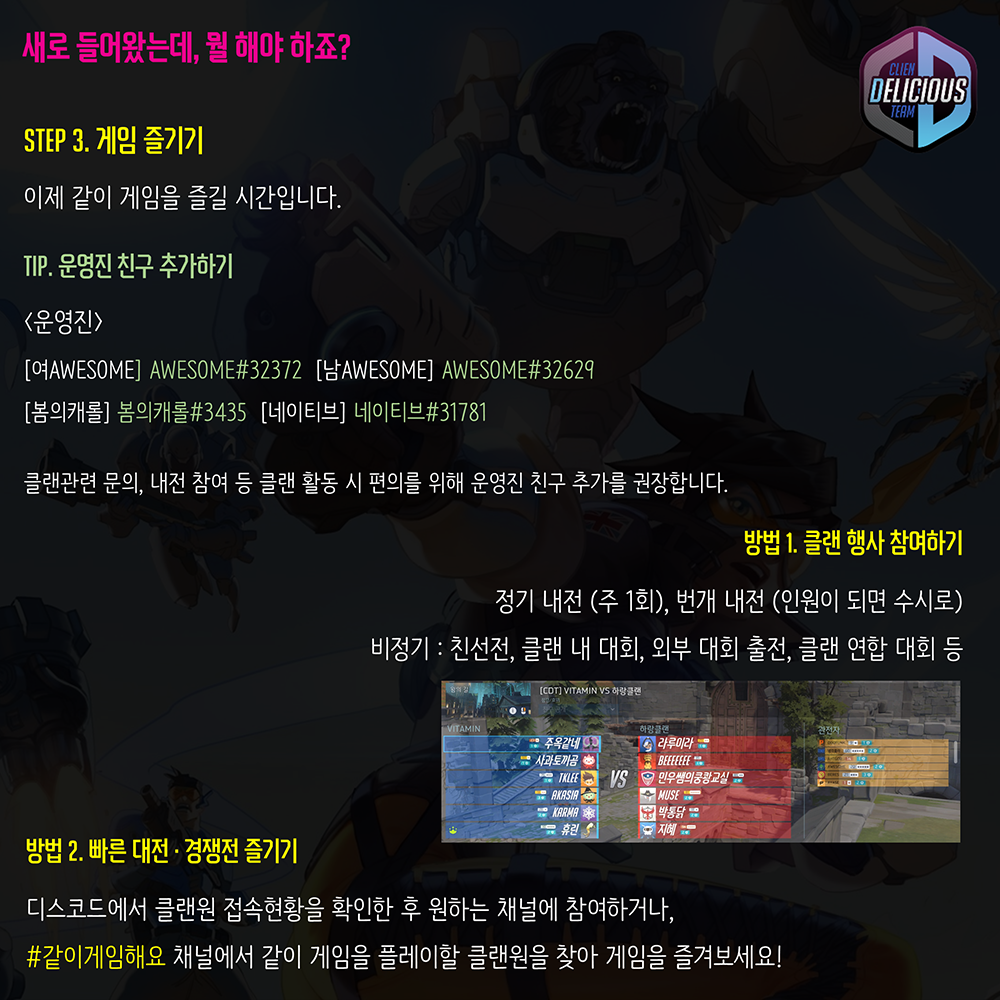 새로 들어왔는데, 뭘 해야 하죠?
CLIEN
DELICIOUS
TEAM
STEP 3. 게임 즐기기
이제 같이 게임을 즐길 시간입니다.
TIP. 운영진 친구 추가하기
<운영진>
[여AWESOME] AWESOME#32372 [남AWESOME] AWESOME#32629
[봄의캐롤] 봄의캐롤#3435 [네이티브] 네이티브#31781
클랜관련 문의, 내전 참여 등 클랜 활동 시 편의를 위해 운영진 친구 추가를 권장합니다.
방법 1. 클랜 행사 참여하기
정기 내전 (주 1회), 번개 내전 (인원이 되면 수시로)
비정기 : 친선전, 클랜 내 대회, 외부 대회 출전, 클랜 연합 대회 등
[CDT] VITAMIN VS 하랑클랜
VITAMIN
하랑클랜
관전자
주옥같네
사과토끼곰
TKLEE
AKASIA
KARMA
휴린
VS
라루미라
BEEEEEEE
민우쌤의쿵쾅교실
MUSE
박통닭
지혜
방법 2. 빠른 대전 · 경쟁전 즐기기
디스코드에서 클랜원 접속현황을 확인한 후 원하는 채널에 참여하거나,
#같이게임해요 채널에서 같이 게임을 플레이할 클랜원을 찾아 게임을 즐겨보세요!